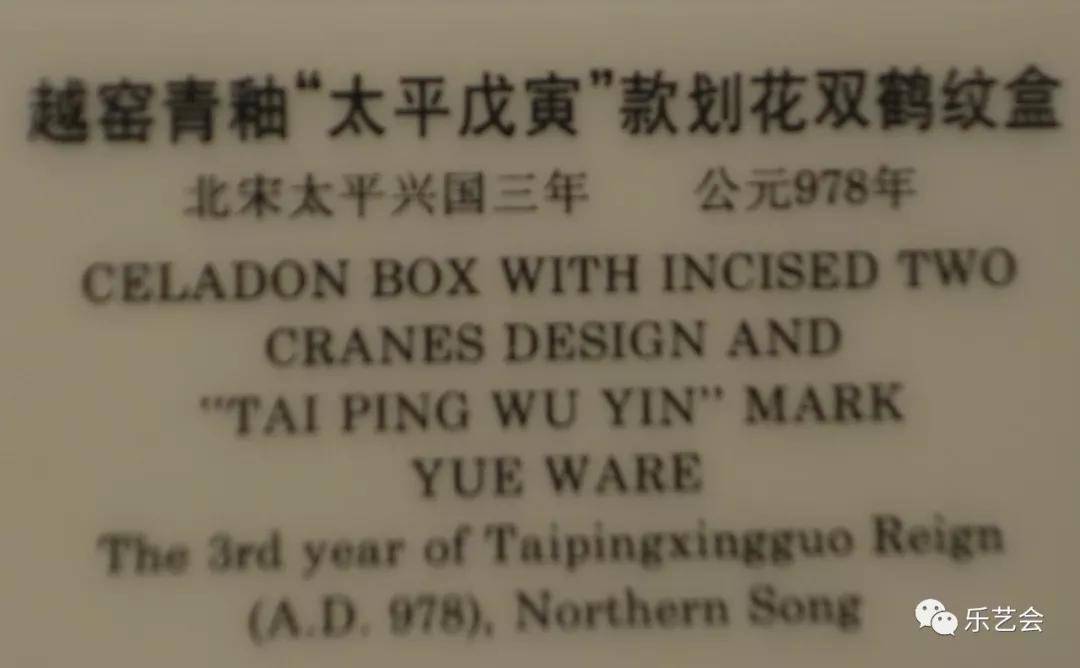 越窑青釉“太平戊寅”款划花双鹤纹盒
北宋太平兴国三年 公元978年
CELADON BOX WITH INCISED TWO
CRANES DESIGN AND
"TAI PING WU YIN" MARK
YUE WARE
The 3rd year of Taipingxingguo Reign
(A.D. 978), Northern Song
乐艺会